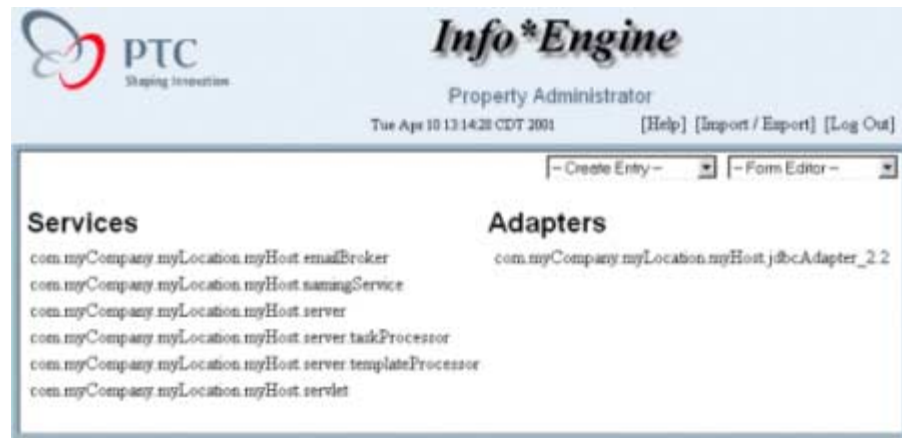 PTC
Shaping Innovation
Info*Engine
Property Administrator
Tue Apr 10 13:14:28 CDT 2001 [Help] [Import / Export] [Log Out]
-- Create Entry -- -- Form Editor --
Services
com.myCompany.myLocation.myHost.emailBroker
com.myCompany.myLocation.myHost.namingService
com.myCompany.myLocation.myHost.server
com.myCompany.myLocation.myHost.server.taskProcessor
com.myCompany.myLocation.myHost.server.templateProcessor
com.myCompany.myLocation.myHost.servlet
Adapters
com.myCompany.myLocation.myHost.jdbcAdapter_2.2